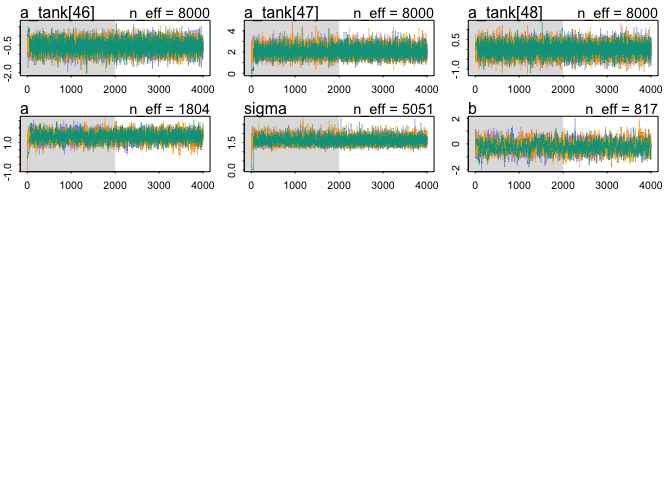 a_tank[46] n_eff = 8000
-2.0 -0.5
0 1000 2000 3000 4000
a_tank[47] n_eff = 8000
0 2 4
0 1000 2000 3000 4000
a_tank[48] n_eff = 8000
-1.0 0.5
0 1000 2000 3000 4000
a n_eff = 1804
-1.0 1.0
0 1000 2000 3000 4000
sigma n_eff = 5051
0.0 1.5
0 1000 2000 3000 4000
b n_eff = 817
-2 0 2
0 1000 2000 3000 4000